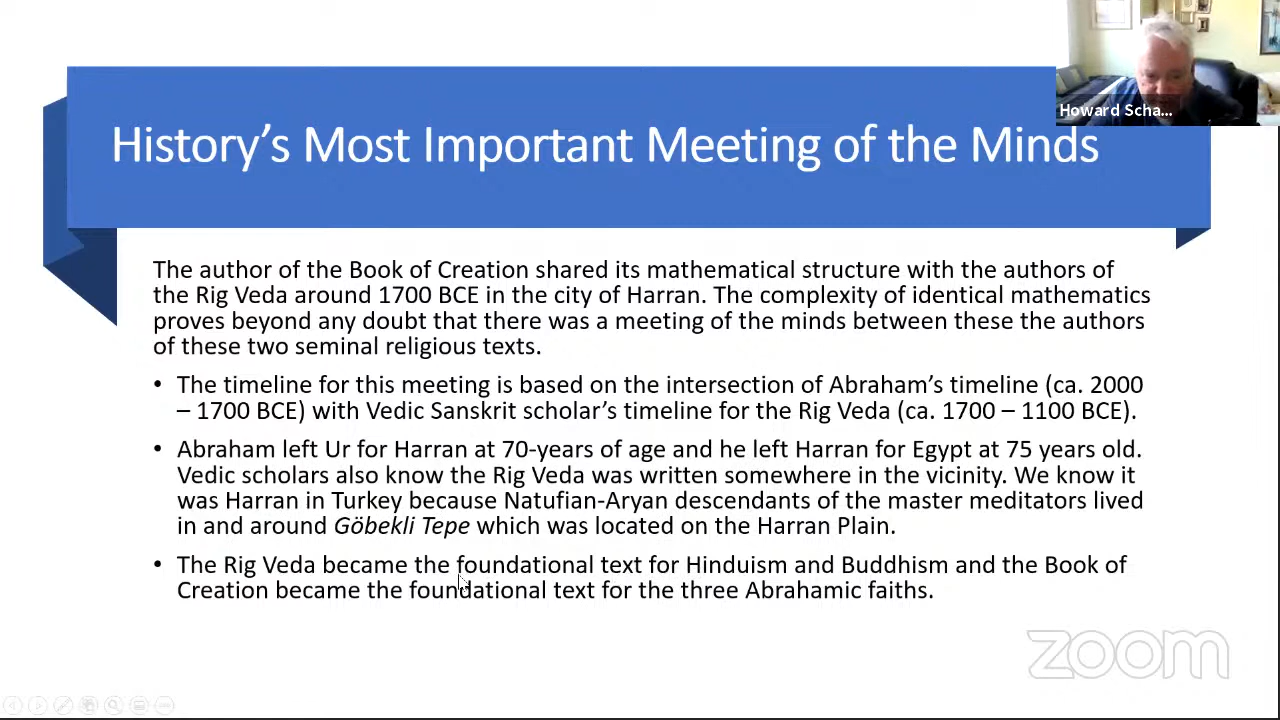 Howard Scha...
History's Most Important Meeting of the Minds
The author of the Book of Creation shared its mathematical structure with the authors of
the Rig Veda around 1700 BCE in the city of Harran. The complexity of identical mathematics
proves beyond any doubt that there was a meeting of the minds between these the authors
of these two seminal religious texts.
• The timeline for this meeting is based on the intersection of Abraham's timeline (ca. 2000
– 1700 BCE) with Vedic Sanskrit scholar's timeline for the Rig Veda (ca. 1700 – 1100 BCE).
• Abraham left Ur for Harran at 70-years of age and he left Harran for Egypt at 75 years old.
Vedic scholars also know the Rig Veda was written somewhere in the vicinity. We know it
was Harran in Turkey because Natufian-Aryan descendants of the master meditators lived
in and around Göbekli Tepe which was located on the Harran Plain.
• The Rig Veda became the foundational text for Hinduism and Buddhism and the Book of
Creation became the foundational text for the three Abrahamic faiths.
zoom